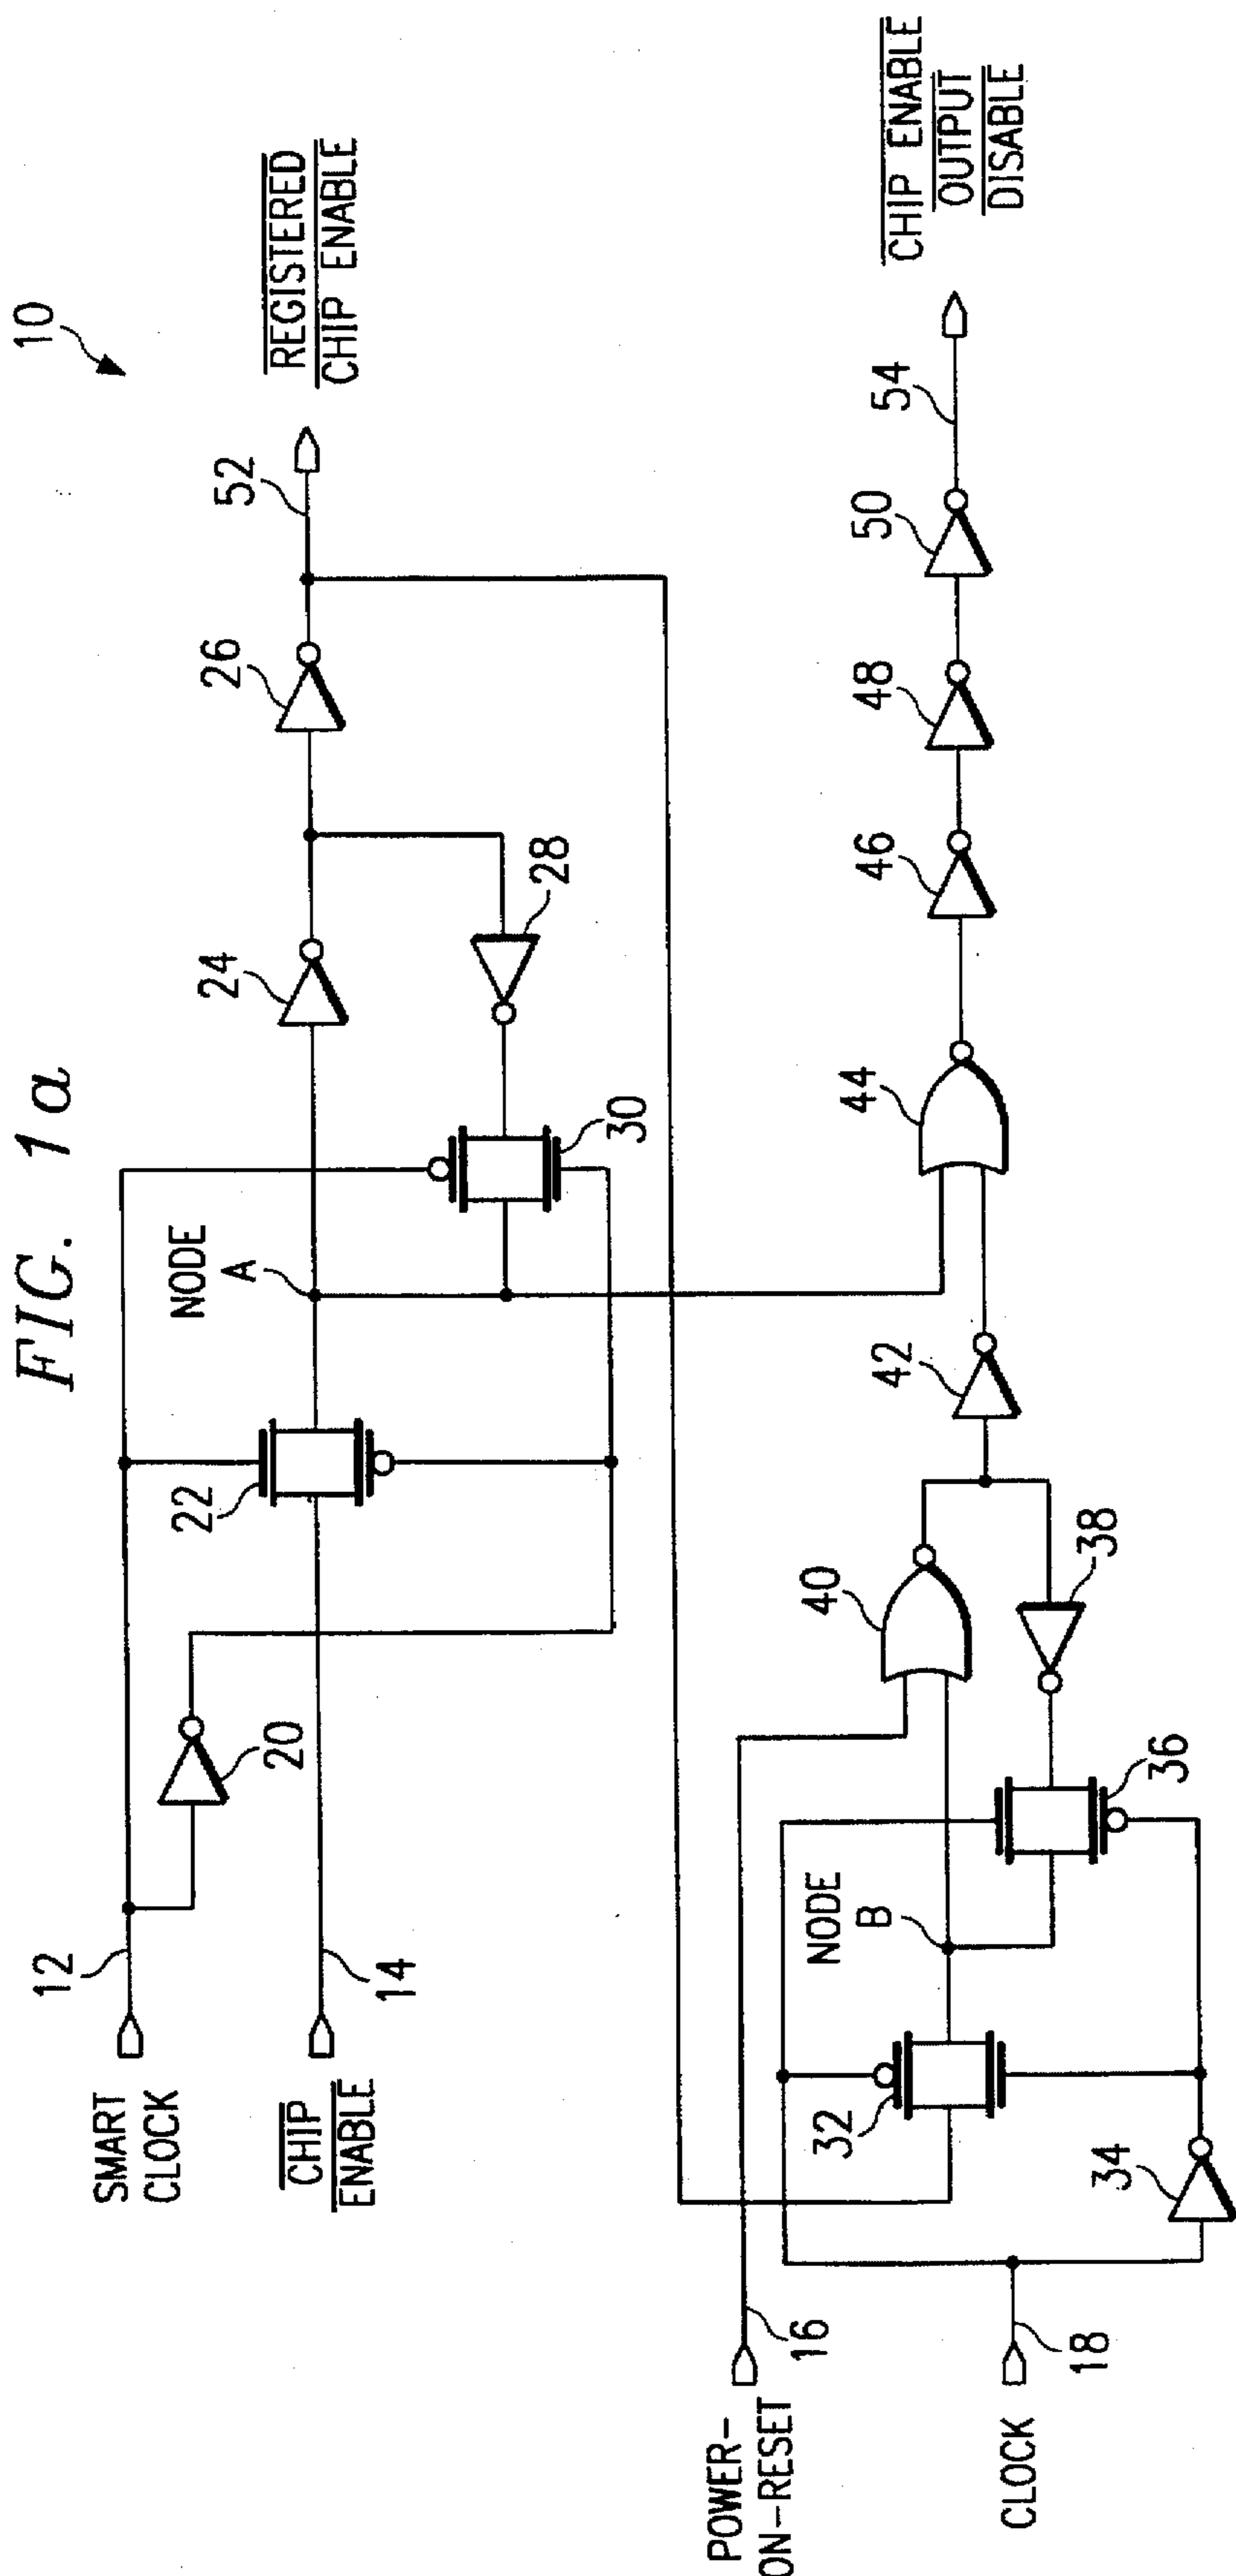 FIG. 1a
10
SMART
CLOCK
12
20
22
NODE
A
24
26
28
30
52
REGISTERED
CHIP ENABLE
CHIP
ENABLE
14
POWER-
ON-RESET
16
CLOCK
18
32
34
NODE
B
36
38
40
42
44
46
48
50
54
CHIP ENABLE
OUTPUT
DISABLE